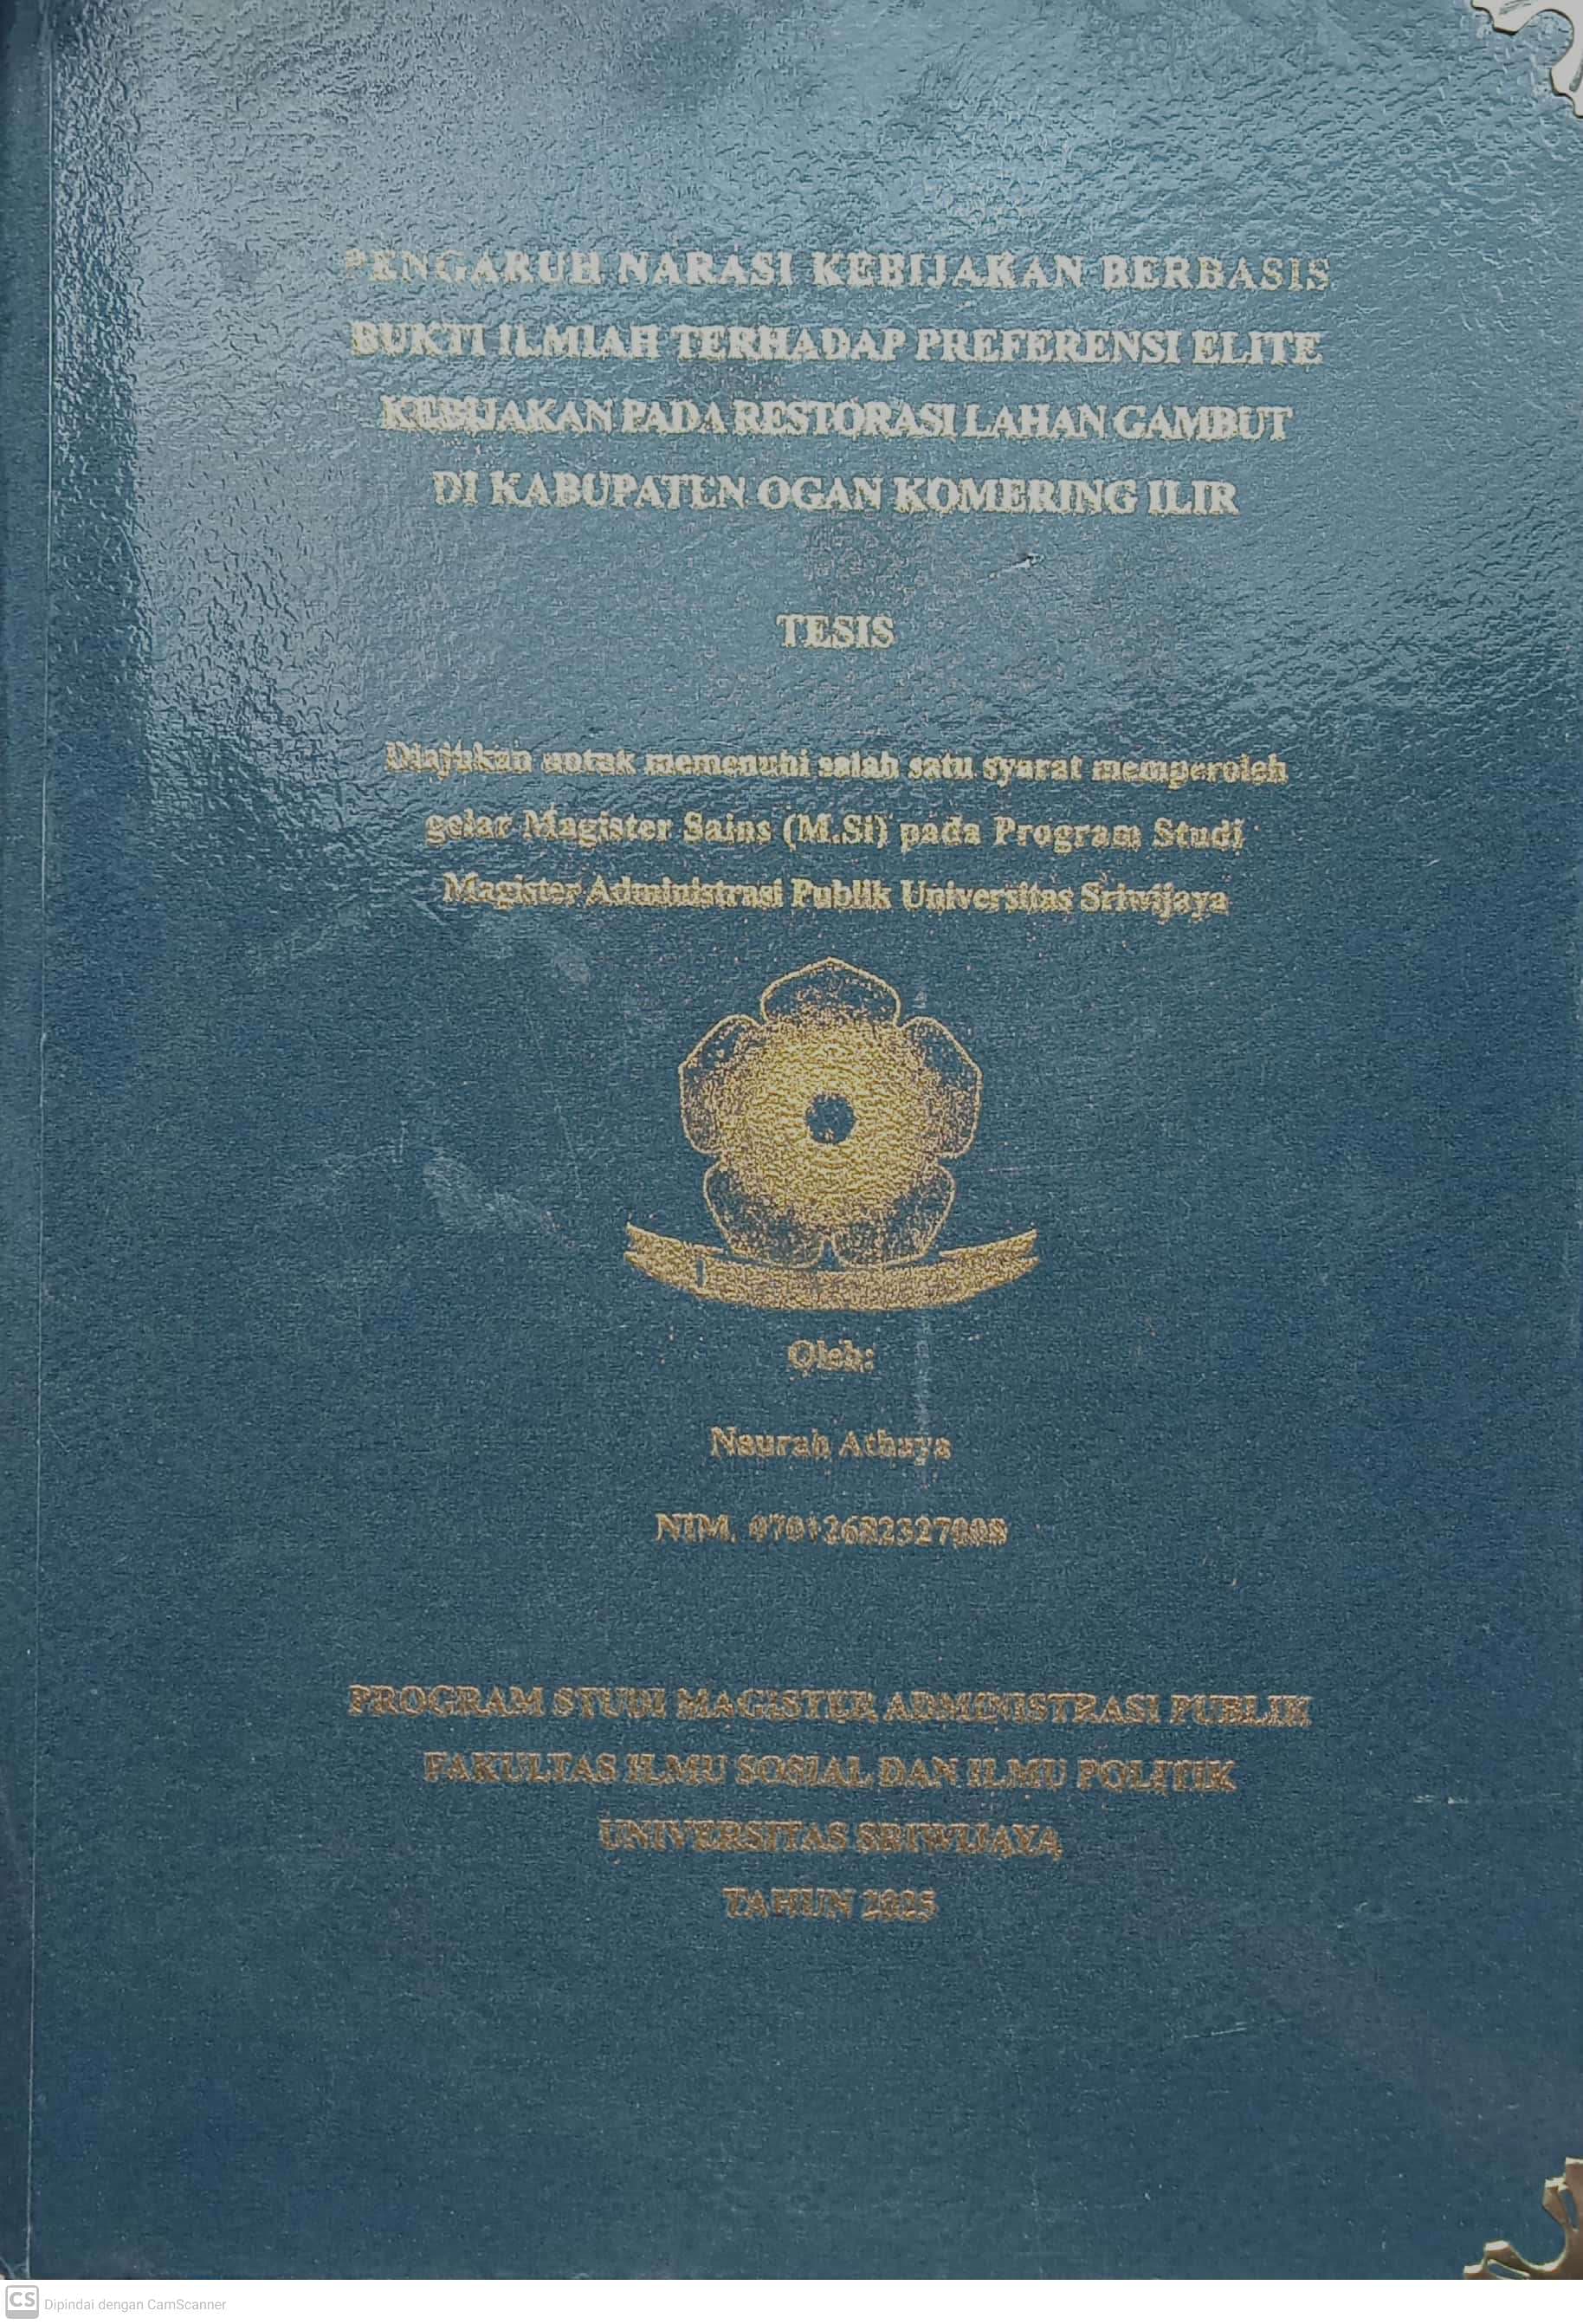 PENGARUH NARASI KEBIJAKAN BERBASIS
BUKTI ILMIAH TERHADAP PREFERENSI ELITE
KEBIJAKAN PADA RESTORASI LAHAN GAMBUT
DI KABUPATEN OGAN KOMERING ILIR
TESIS
Diajukan untuk memenuhi salah satu syarat memperoleh
gelar Magister Sains (M.Si) pada Program Studi
Magister Administrasi Publik Universitas Sriwijaya
Oleh:
Naurah Athaya
NIM.
PROGRAM STUDI MAGISTER ADMINISTRASI PUBLIK
FAKULTAS ILMU SOSIAL DAN ILMU POLITIK
UNIVERSITAS SRIWIJAYA
TAHUN 2025
CS Dipindai dengan CamScanner